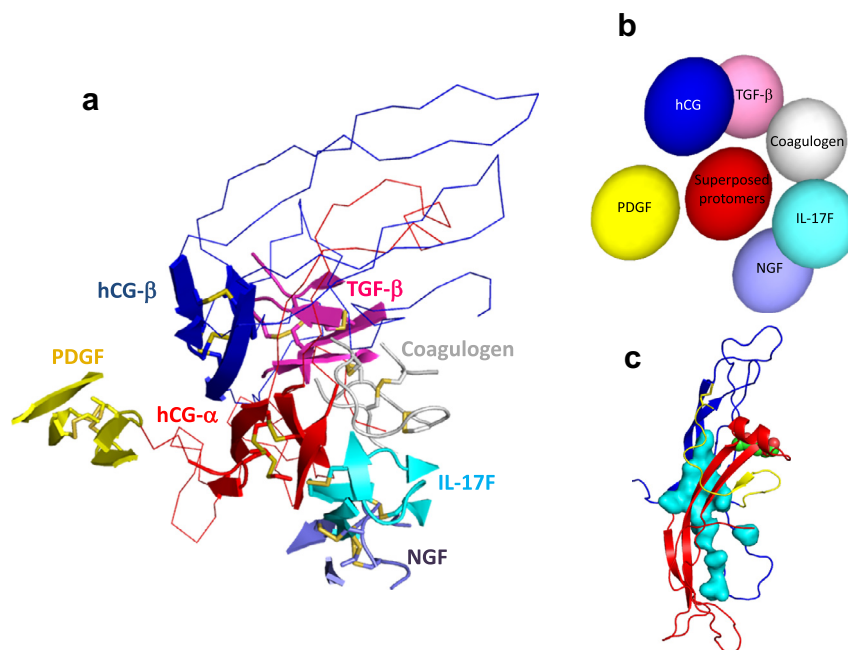 a
hCG-β
TGF-β
PDGF
Coagulogen
hCG-α
IL-17F
NGF
b
TGF-β
hCG
Coagulogen
Superposed
protomers
PDGF
IL-17F
NGF
c